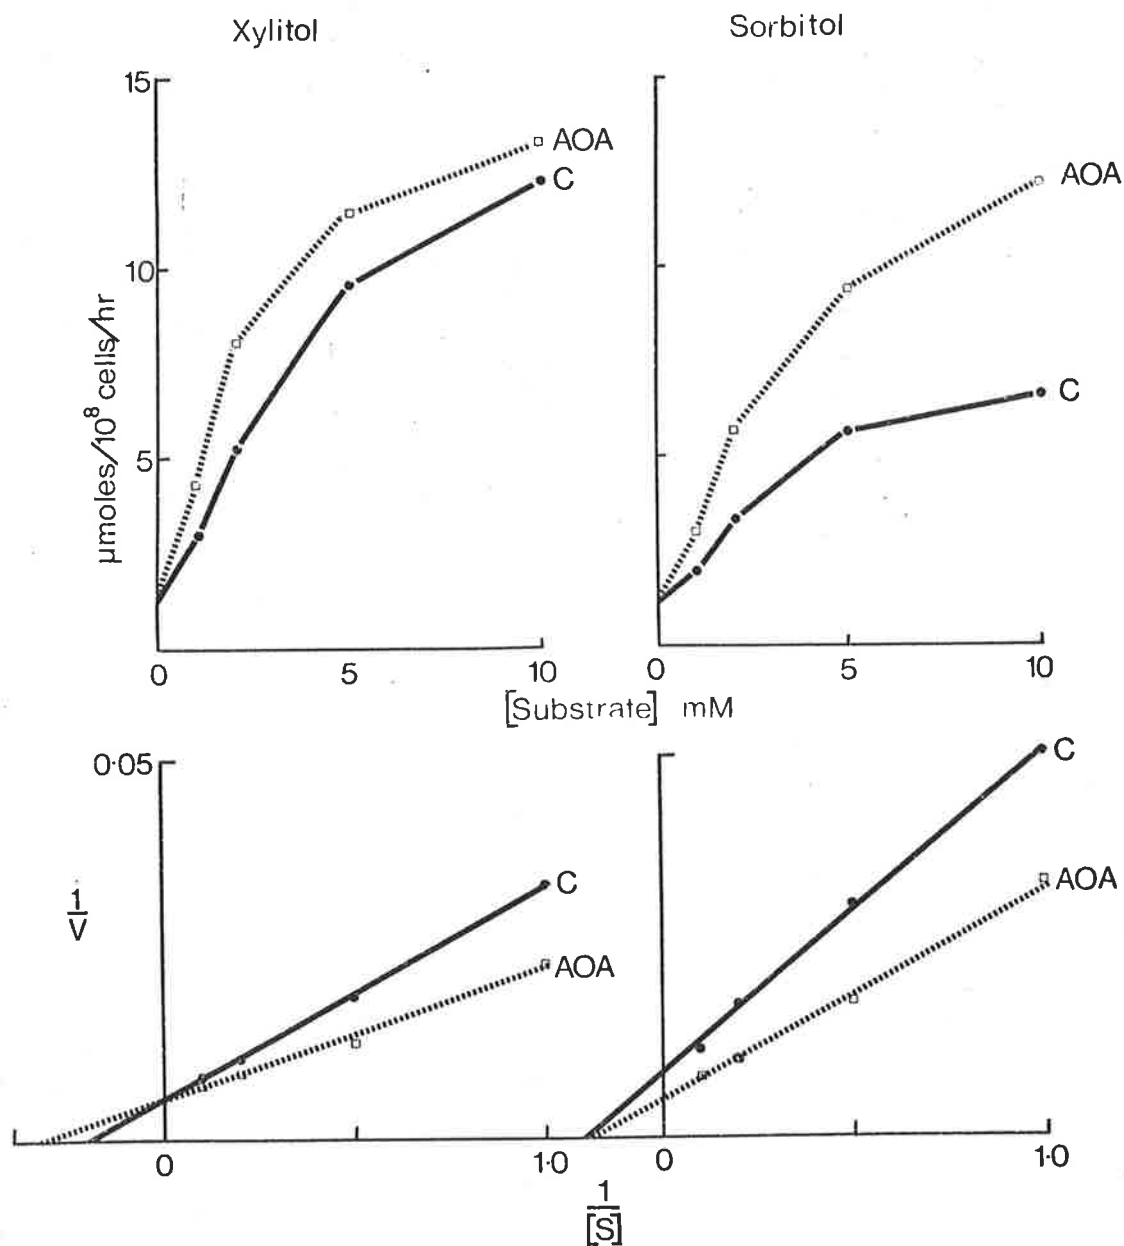 Xylitol
Sorbitol
15
10
5
μmoles/10⁸ cells/hr
AOA
C
AOA
C
0
5
10
0
5
10
[Substrate] mM
0·05
1
V
C
AOA
C
AOA
0
1·0
0
1·0
1
[S]